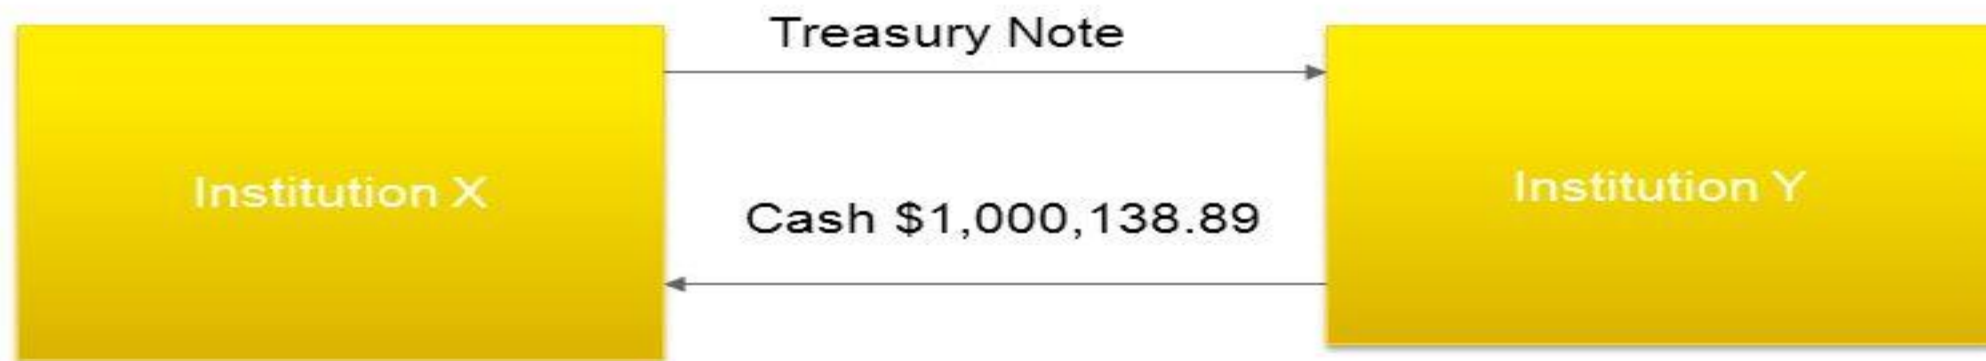 Treasury Note
Institution X
Institution Y
Cash $1,000,138.89